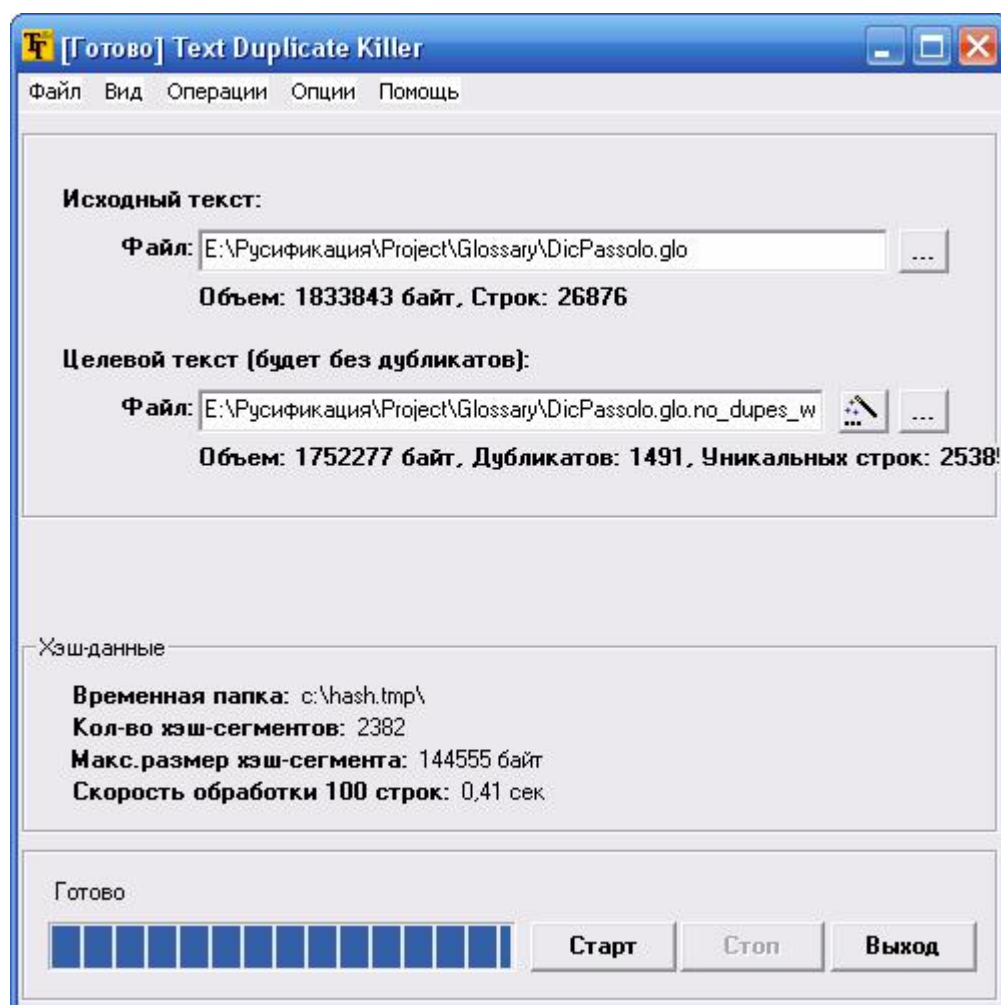 [Готово] Text Duplicate Killer
Файл Вид Операции Опции Помощь
Исходный текст:
Файл: E:\Русификация\Project\Glossary\DicPassolo.glo ...
Объем: 1833843 байт, Строк: 26876
Целевой текст (будет без дубликатов):
Файл: E:\Русификация\Project\Glossary\DicPassolo.glo.no_dupes_w ...
Объем: 1752277 байт, Дубликатов: 1491, Уникальных строк: 2538
Хэш-данные
Временная папка: c:\hash.tmp\
Кол-во хэш-сегментов: 2382
Макс.размер хэш-сегмента: 144555 байт
Скорость обработки 100 строк: 0,41 сек
Готово
Старт Стоп Выход